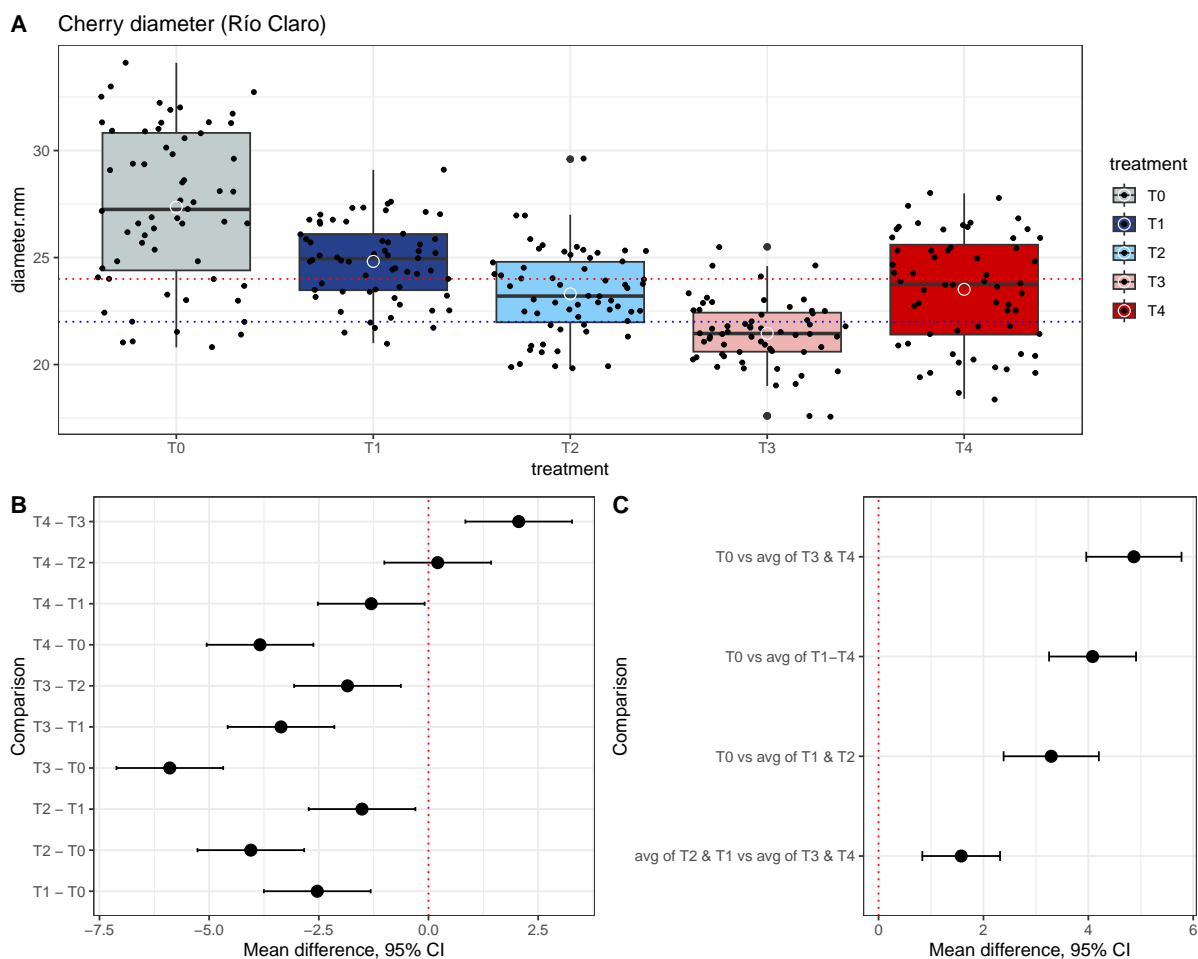 A Cherry diameter (Río Claro)
diameter.mm
30
25
20
T0 T1 T2 T3 T4
treatment
treatment
T0
T1
T2
T3
T4
B
Comparison
T4 − T3
T4 − T2
T4 − T1
T4 − T0
T3 − T2
T3 − T1
T3 − T0
T2 − T1
T2 − T0
T1 − T0
−7.5 −5.0 −2.5 0.0 2.5
Mean difference, 95% CI
C
Comparison
T0 vs avg of T3 & T4
T0 vs avg of T1−T4
T0 vs avg of T1 & T2
avg of T2 & T1 vs avg of T3 & T4
0 2 4 6
Mean difference, 95% CI